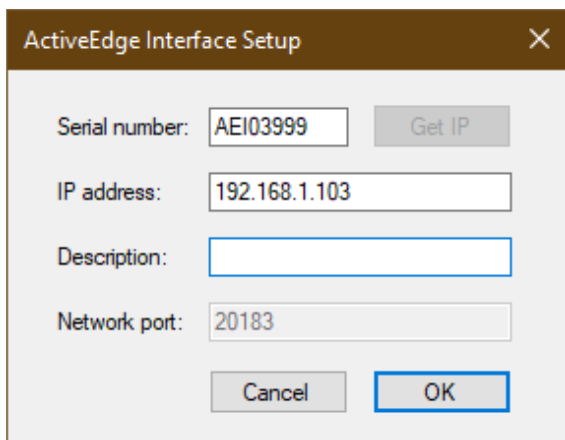 ActiveEdge Interface Setup
Serial number: AEI03999 Get IP
IP address: 192.168.1.103
Description:
Network port: 20183
Cancel OK